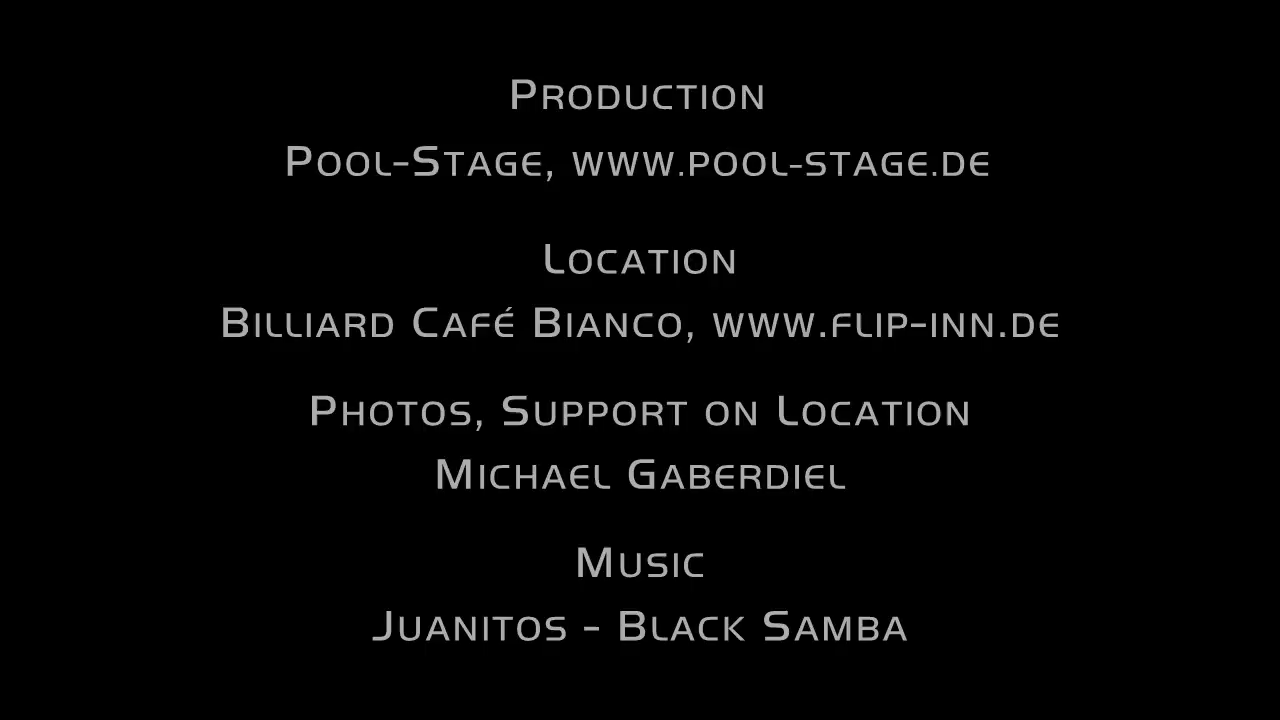 Production
Pool-Stage, www.pool-stage.de
Location
Billiard Café Bianco, www.flip-inn.de
Photos, Support on Location
Michael Gaberdiel
Music
Juanitos - Black Samba